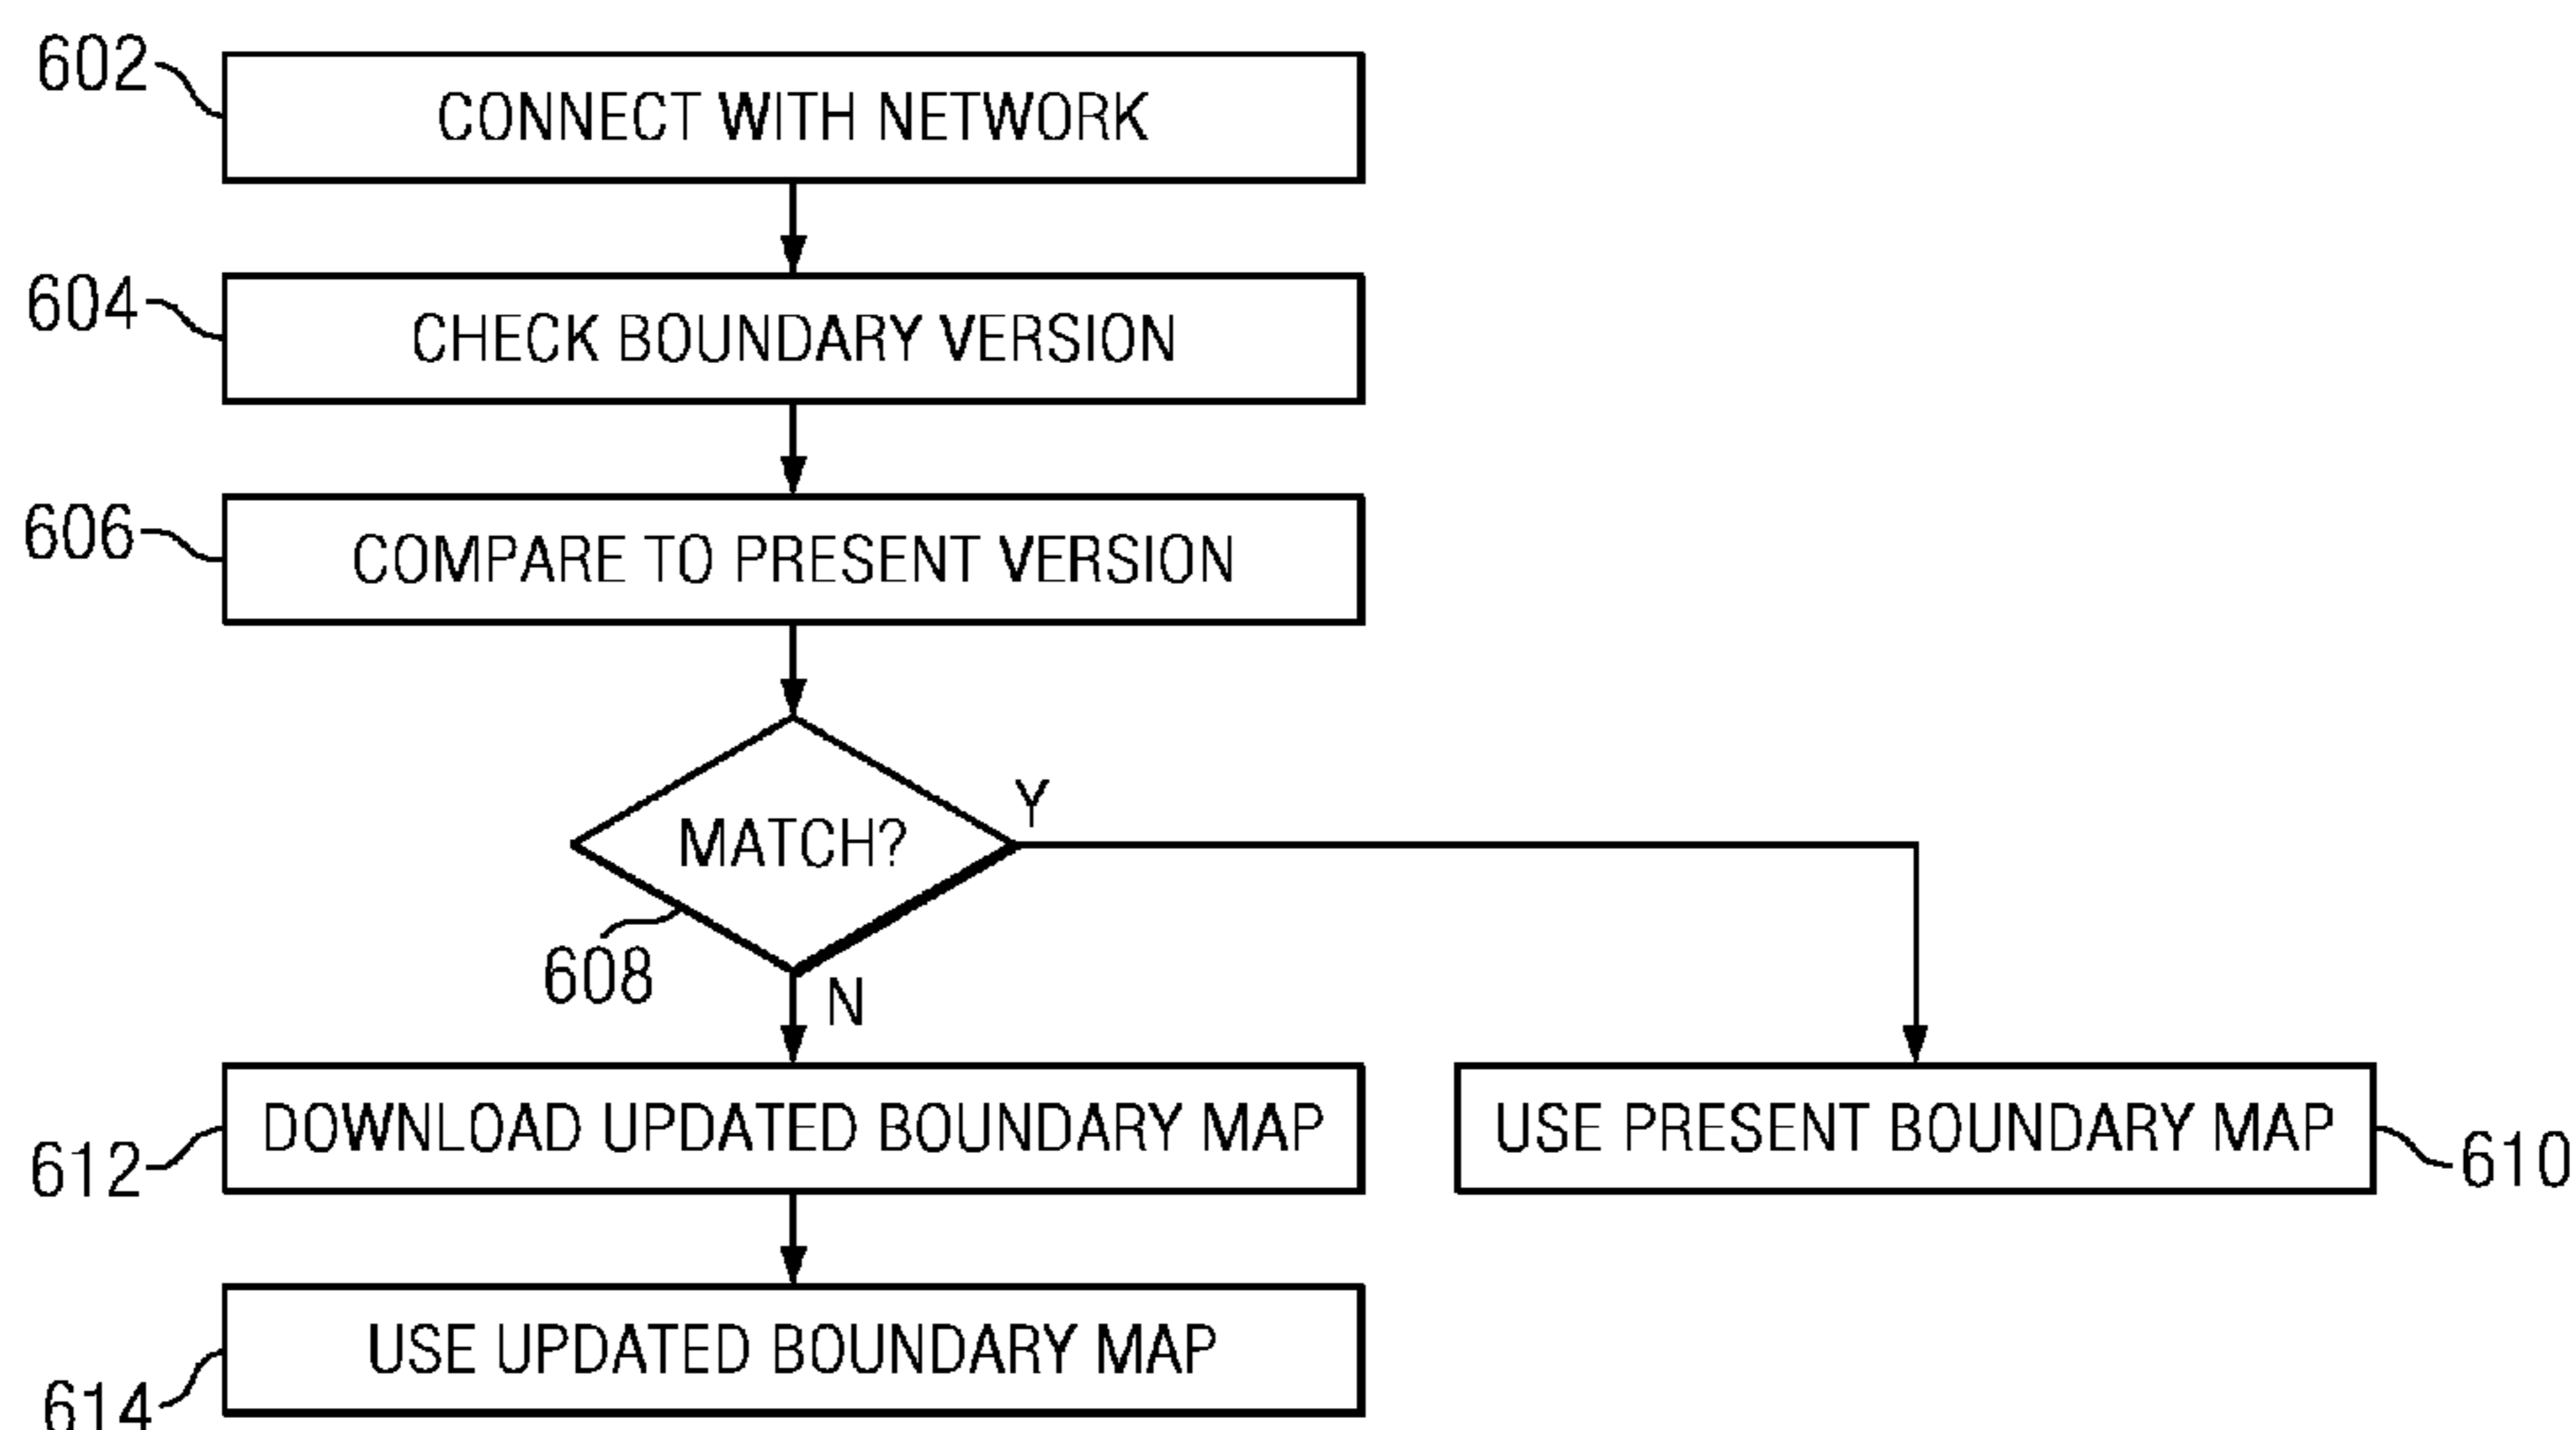 602
CONNECT WITH NETWORK
604
CHECK BOUNDARY VERSION
606
COMPARE TO PRESENT VERSION
MATCH?
Y
608
N
612
DOWNLOAD UPDATED BOUNDARY MAP
USE PRESENT BOUNDARY MAP
610
614
USE UPDATED BOUNDARY MAP